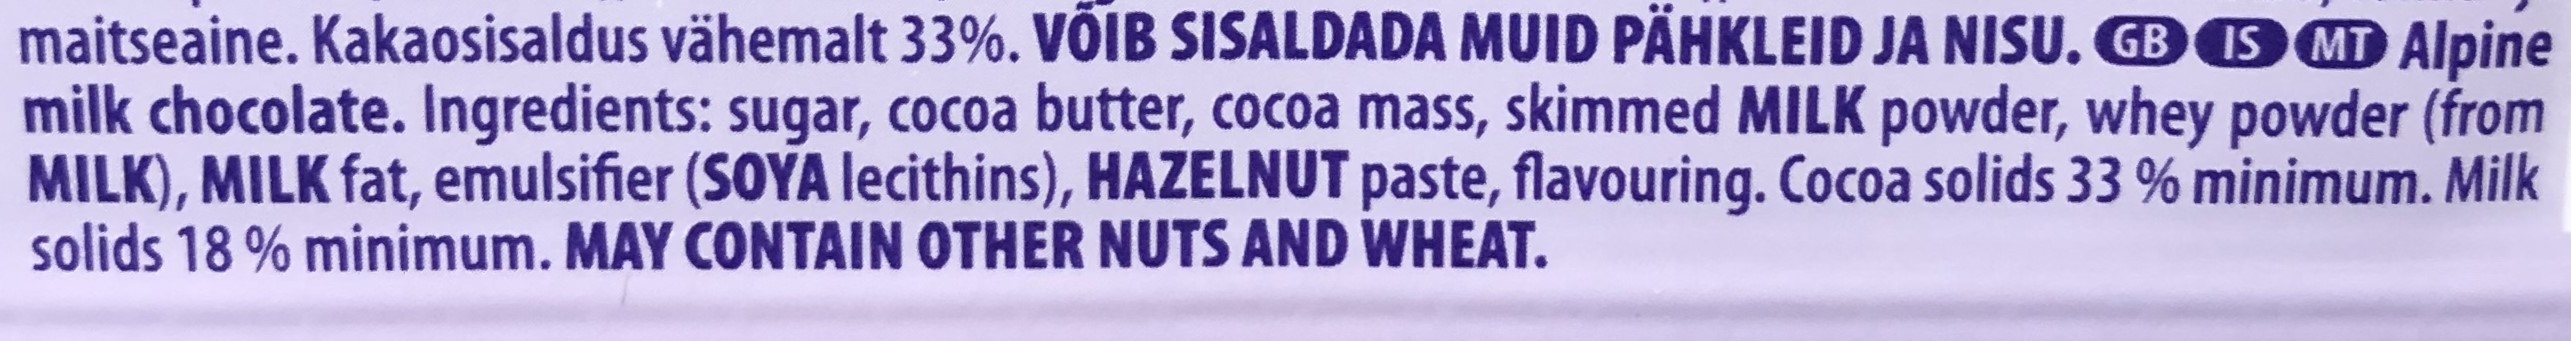 maitseaine. Kakaosisaldus vähemalt 33%. VÕIB SISALDADA MUID PÄHKLEID JA NISU. GB IS MT Alpine
milk chocolate. Ingredients: sugar, cocoa butter, cocoa mass, skimmed MILK powder, whey powder (from
MILK), MILK fat, emulsifier (SOYA lecithins), HAZELNUT paste, flavouring. Cocoa solids 33 % minimum. Milk
solids 18 % minimum. MAY CONTAIN OTHER NUTS AND WHEAT.